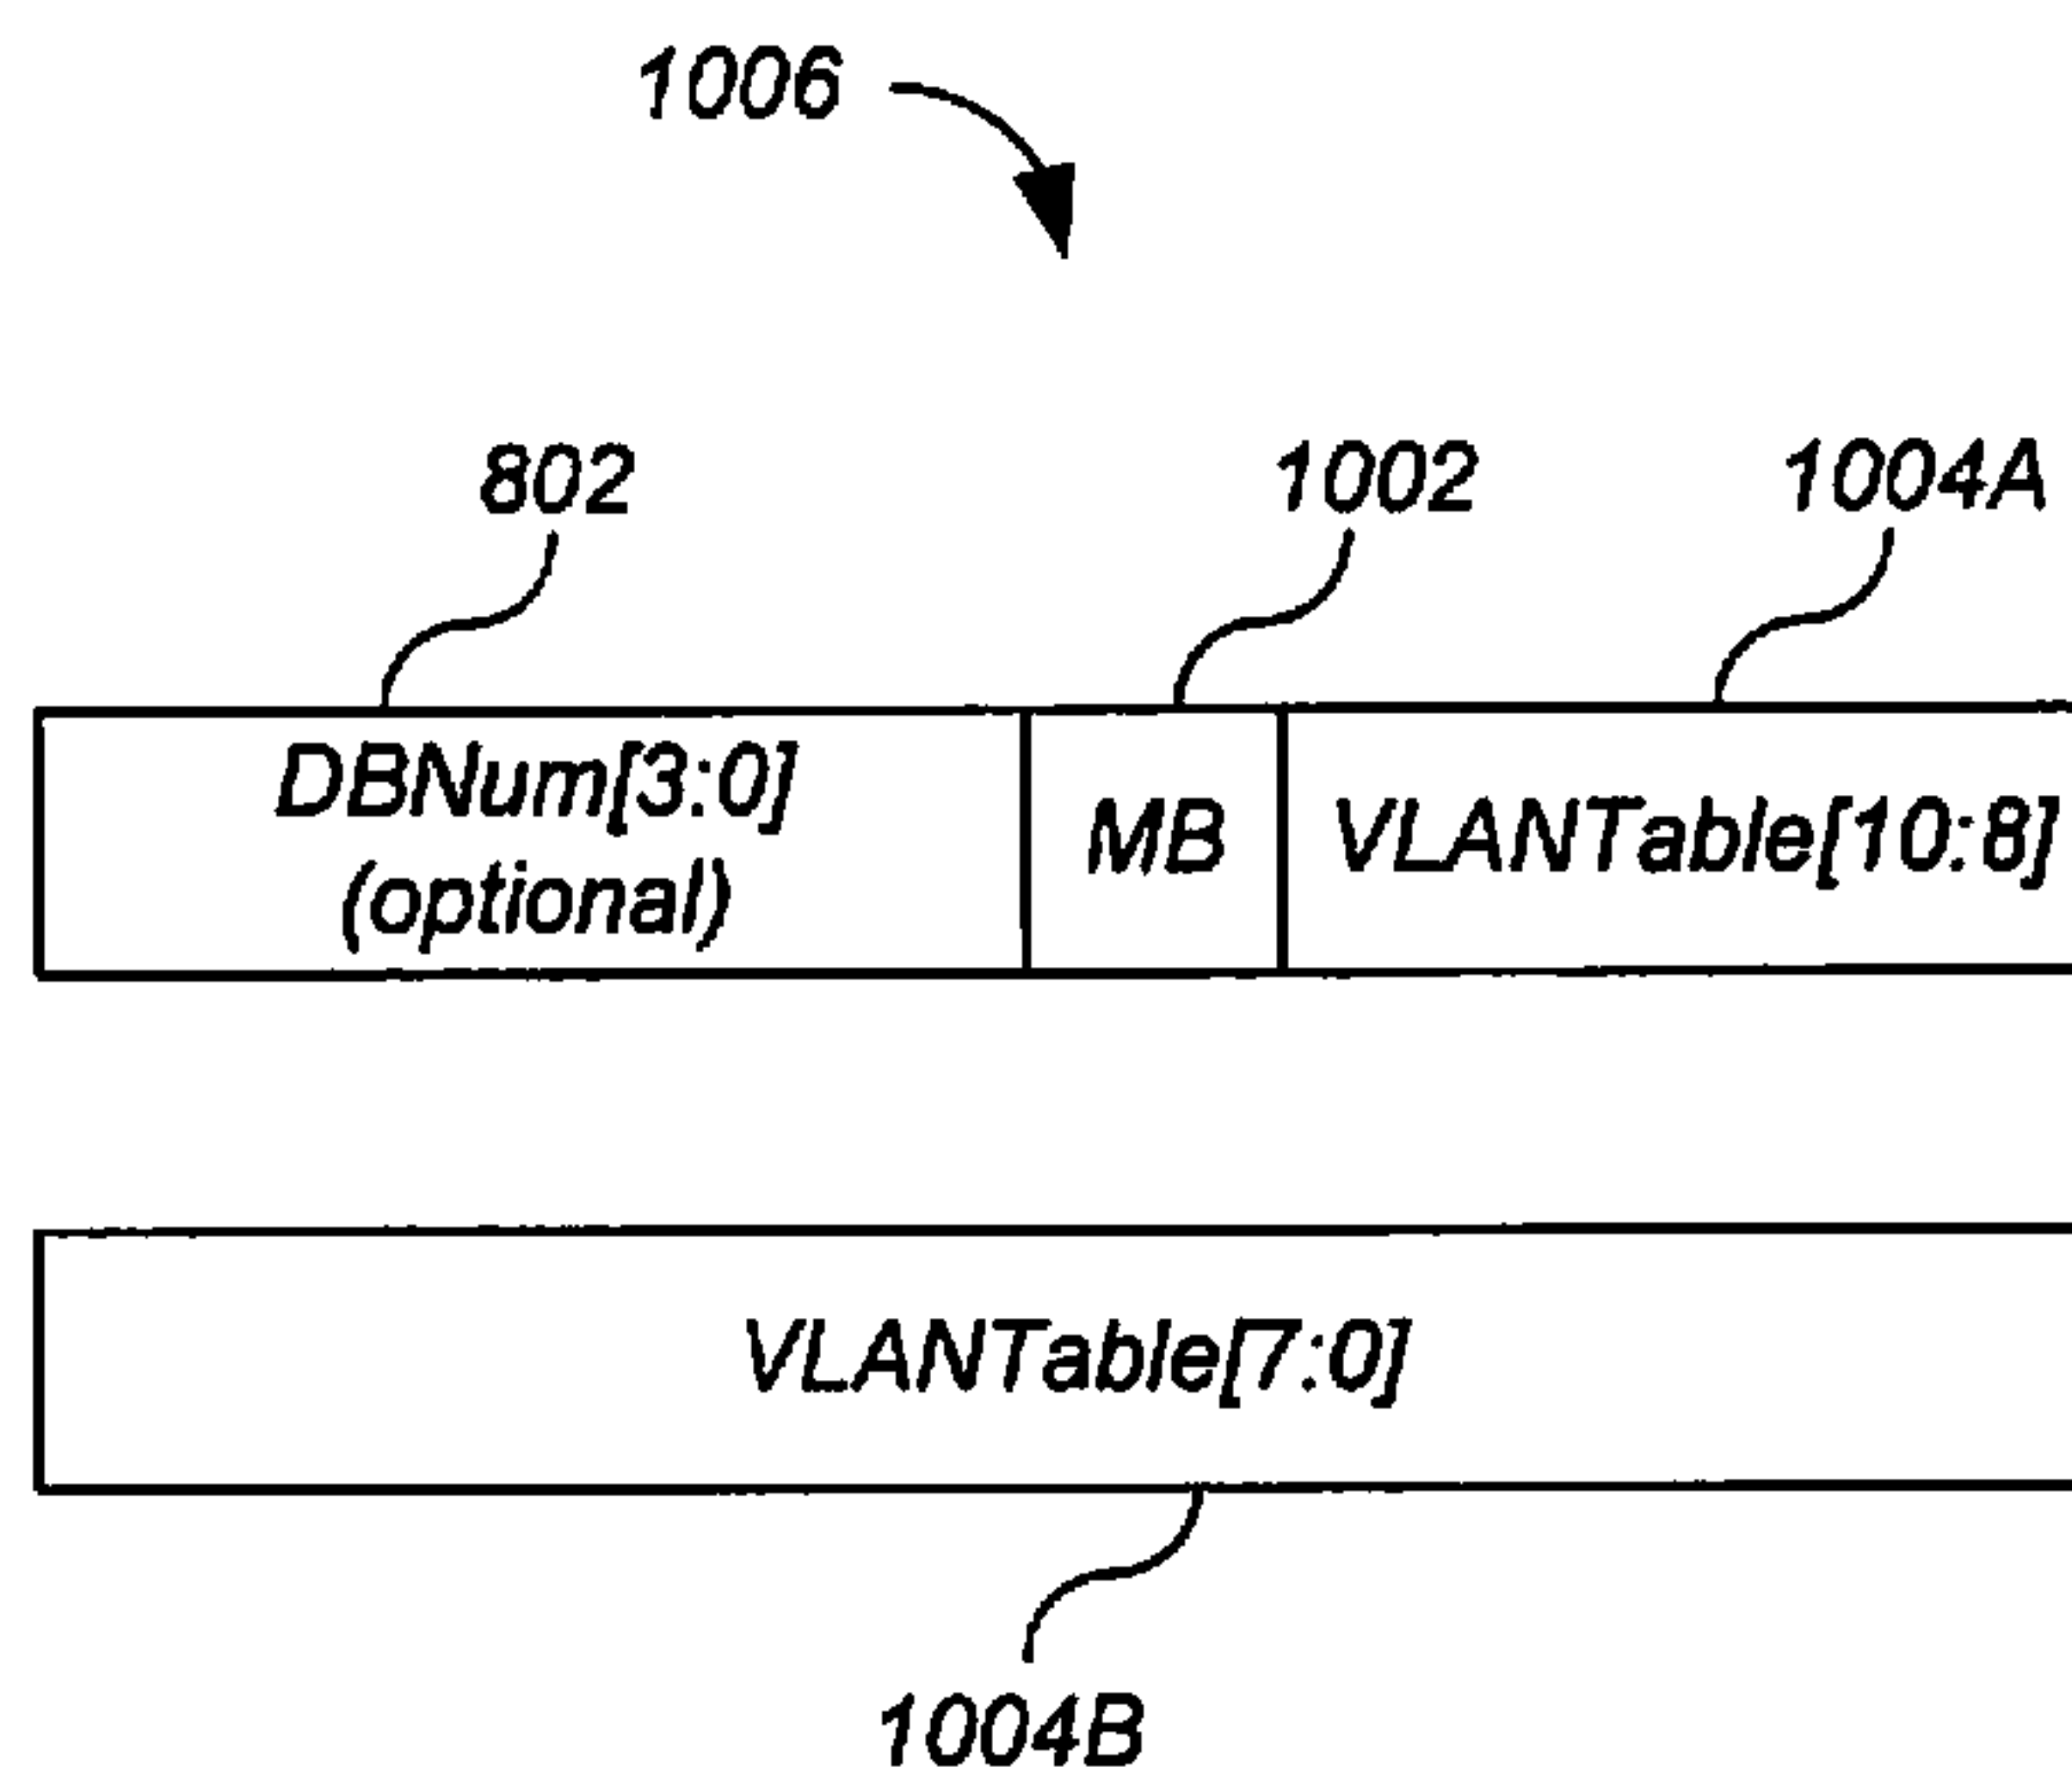 1006
802 1002 1004A
DBNum[3:0]
(optional)
MB
VLANTable[10:8]
VLANTable[7:0]
1004B